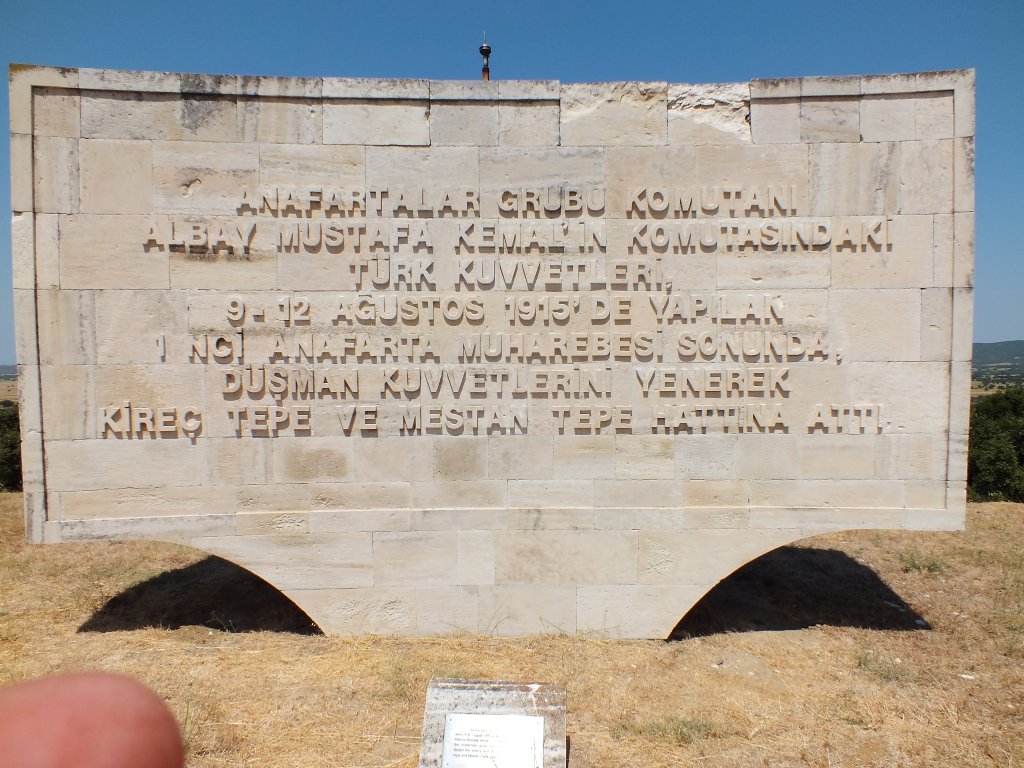 ANAFARTALAR GRUBU KOMUTANI
ALBAY MUSTAFA KEMAL'İN KOMUTASINDAKİ
TÜRK KUVVETLERİ,
9-12 AĞUSTOS 1915'DE YAPILAN
1 NCİ ANAFARTA MUHAREBESİ SONUNDA,
DÜŞMAN KUVVETLERİNİ YENEREK
KİREÇ TEPE VE MESTAN TEPE HATTINA ATTI.